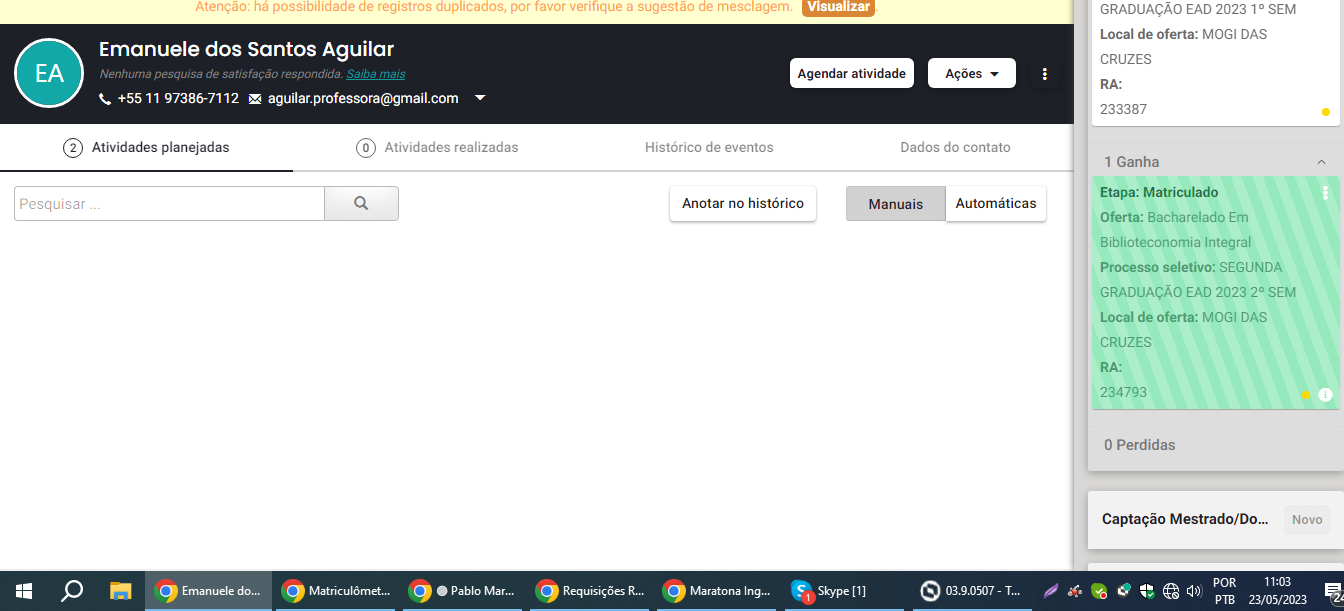 Atenção: há possibilidade de registros duplicados, por favor verifique a sugestão de mesclagem. Visualizar
EA
Emanuele dos Santos Aguilar
Nenhuma pesquisa de satisfação respondida. Saiba mais
+55 11 97386-7112 aguilar.professora@gmail.com
Agendar atividade
Ações
2 Atividades planejadas
0 Atividades realizadas
Histórico de eventos
Dados do contato
Pesquisar ...
Anotar no histórico
Manuais
Automáticas
GRADUAÇÃO EAD 2023 1º SEM
Local de oferta: MOGI DAS
CRUZES
RA:
233387
1 Ganha
Etapa: Matriculado
Oferta: Bacharelado Em
Biblioteconomia Integral
Processo seletivo: SEGUNDA
GRADUAÇÃO EAD 2023 2º SEM
Local de oferta: MOGI DAS
CRUZES
RA:
234793
0 Perdidas
Captação Mestrado/Do... Novo
Emanuele do...
Matriculômet...
Pablo Mar...
Requisições R...
Maratona Ing...
Skype [1]
1
03.9.0507 - T...
POR
PTB
11:03
23/05/2023